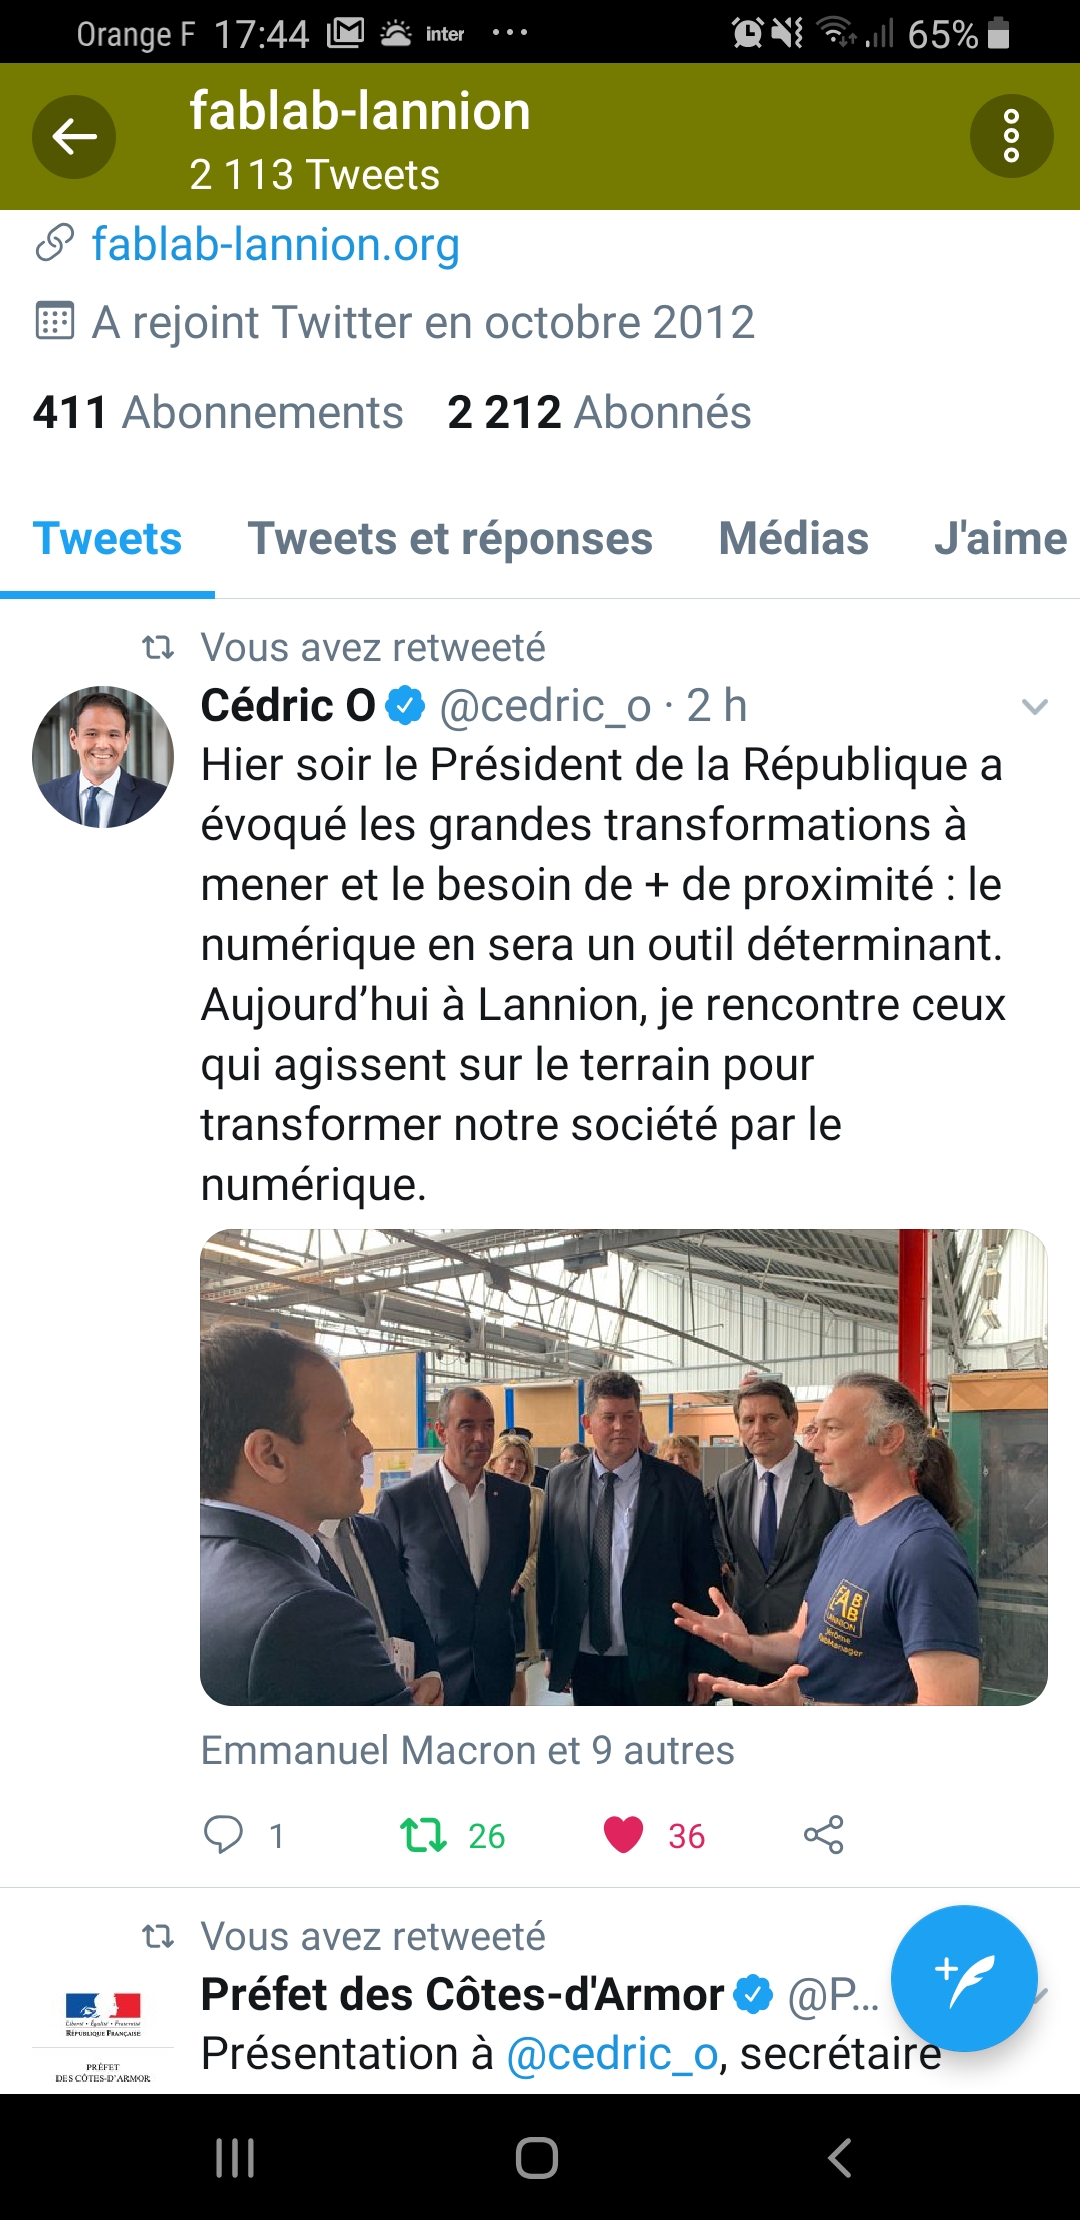 Orange F 17:44 inter 65%
fablab-lannion
2 113 Tweets
fablab-lannion.org
A rejoint Twitter en octobre 2012
411 Abonnements 2 212 Abonnés
Tweets Tweets et réponses Médias J'aime
Vous avez retweeté
Cédric O @cedric_o · 2 h
Hier soir le Président de la République a
évoqué les grandes transformations à
mener et le besoin de + de proximité : le
numérique en sera un outil déterminant.
Aujourd’hui à Lannion, je rencontre ceux
qui agissent sur le terrain pour
transformer notre société par le
numérique.
FAB
LAB
LANNION
Jérôme
FabManager
Emmanuel Macron et 9 autres
1 26 36
Vous avez retweeté
Préfet des Côtes-d'Armor @P...
Présentation à @cedric_o, secrétaire
Liberté • Égalité • Fraternité
RÉPUBLIQUE FRANÇAISE
PRÉFET
DES CÔTES-D'ARMOR